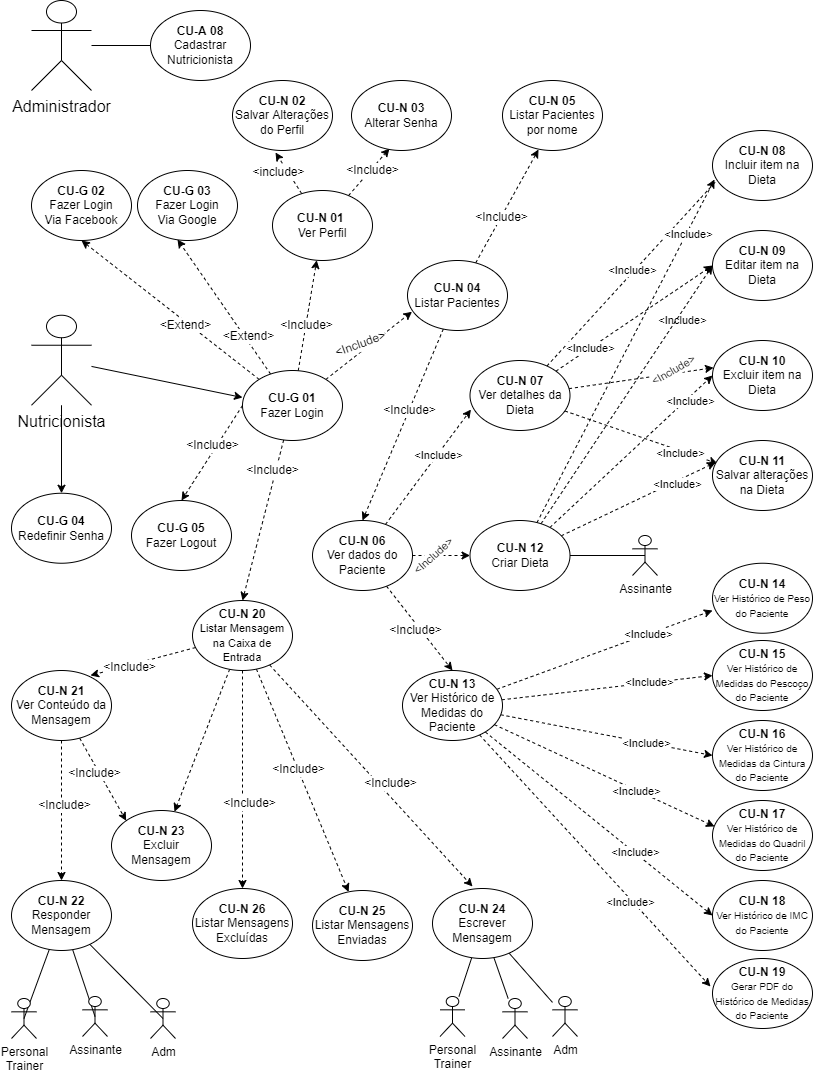 CU-A 08
Cadastrar
Nutricionista
Administrador
CU-N 02
Salvar Alterações
do Perfil
CU-N 03
Alterar Senha
CU-N 05
Listar Pacientes
por nome
CU-N 08
Incluir item na
Dieta
<include>
<Include>
CU-G 02
Fazer Login
Via Facebook
CU-G 03
Fazer Login
Via Google
CU-N 01
Ver Perfil
<Include>
<Include>
CU-N 09
Editar item na
Dieta
<Include>
CU-N 04
Listar Pacientes
<Extend>
<Extend>
<Include>
<Include>
<Include>
<Include>
Nutricionista
CU-G 01
Fazer Login
<Include>
CU-N 07
Ver detalhes da
Dieta
<Include>
CU-N 10
Excluir item na
Dieta
<Include>
<Include>
<Include>
<Include>
<Include>
<Include>
CU-N 11
Salvar alterações
na Dieta
<Include>
CU-G 04
Redefinir Senha
CU-G 05
Fazer Logout
CU-N 06
Ver dados do
Paciente
<Include>
CU-N 12
Criar Dieta
Assinante
CU-N 14
Ver Histórico de Peso
do Paciente
CU-N 20
Listar Mensagem
na Caixa de
Entrada
<Include>
<Include>
CU-N 15
Ver Histórico de
Medidas do Pescoço
do Paciente
<Include>
<Include>
CU-N 21
Ver Conteúdo da
Mensagem
CU-N 13
Ver Histórico de
Medidas do
Paciente
CU-N 16
Ver Histórico de
Medidas da Cintura
do Paciente
<Include>
<Include>
<Include>
<Include>
<Include>
<Include>
<Include>
CU-N 17
Ver Histórico de
Medidas do Quadril
do Paciente
CU-N 23
Excluir
Mensagem
<Include>
CU-N 22
Responder
Mensagem
CU-N 26
Listar Mensagens
Excluídas
CU-N 25
Listar Mensagens
Enviadas
CU-N 24
Escrever
Mensagem
<Include>
CU-N 18
Ver Histórico de IMC
do Paciente
CU-N 19
Gerar PDF do
Histórico de Medidas
do Paciente
Personal
Trainer
Assinante
Adm
Personal
Trainer
Assinante
Adm